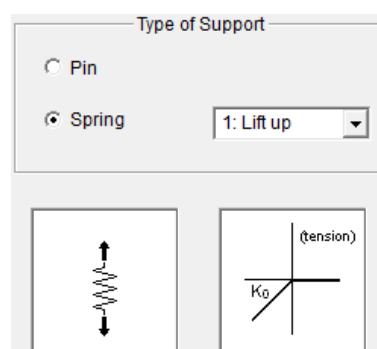 Type of Support
Pin
Spring
1: Lift up
(tension)
K0